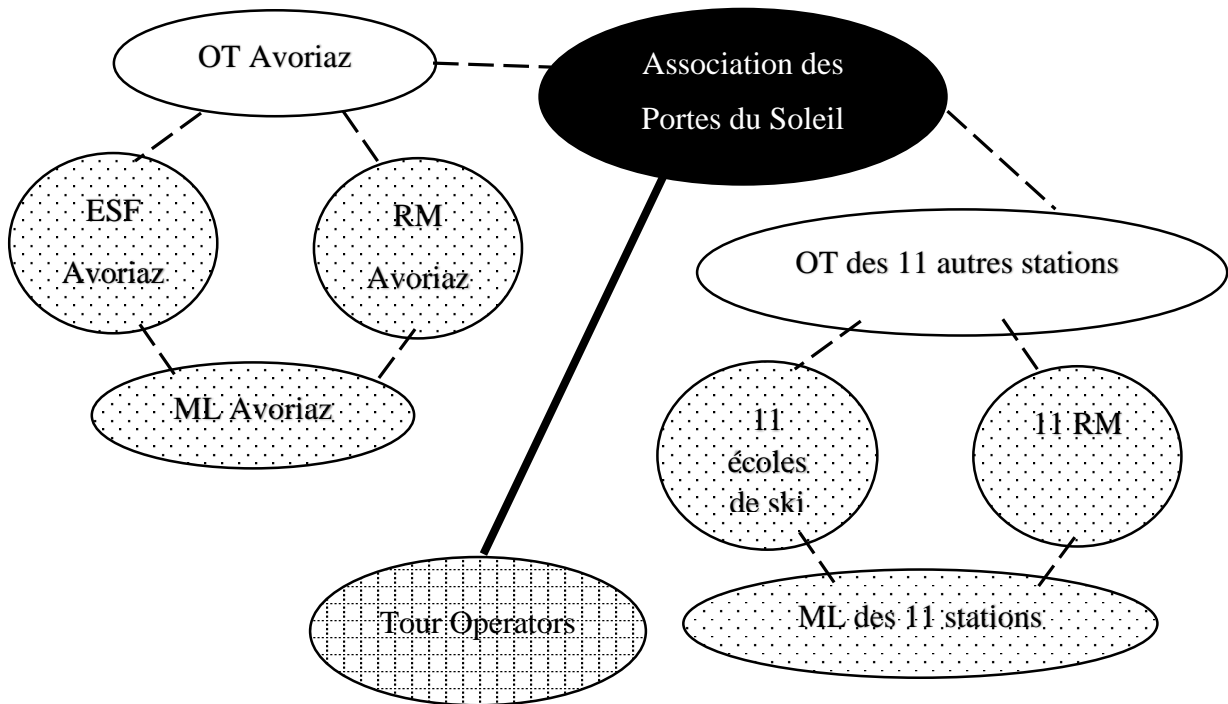 OT Avoriaz
Association des
Portes du Soleil
ESF
Avoriaz
RM
Avoriaz
OT des 11 autres stations
ML Avoriaz
11
écoles
de ski
11 RM
Tour Operators
ML des 11 stations